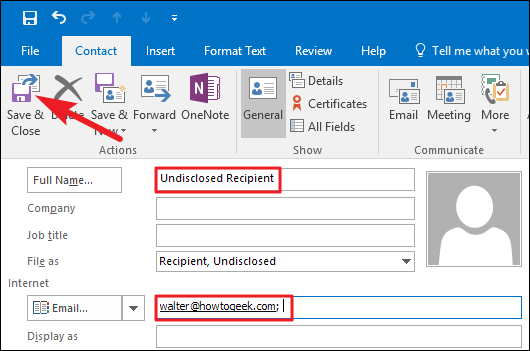 File Contact Insert Format Text Review Help Tell me what you
Save & Close
Delete
Save & New
Forward
OneNote
General
Details
Certificates
All Fields
Email
Meeting
More
Actions Show Communicate
Full Name... Undisclosed Recipient
Company
Job title
File as Recipient, Undisclosed
Internet
Email... walter@howtogeek.com;
Display as